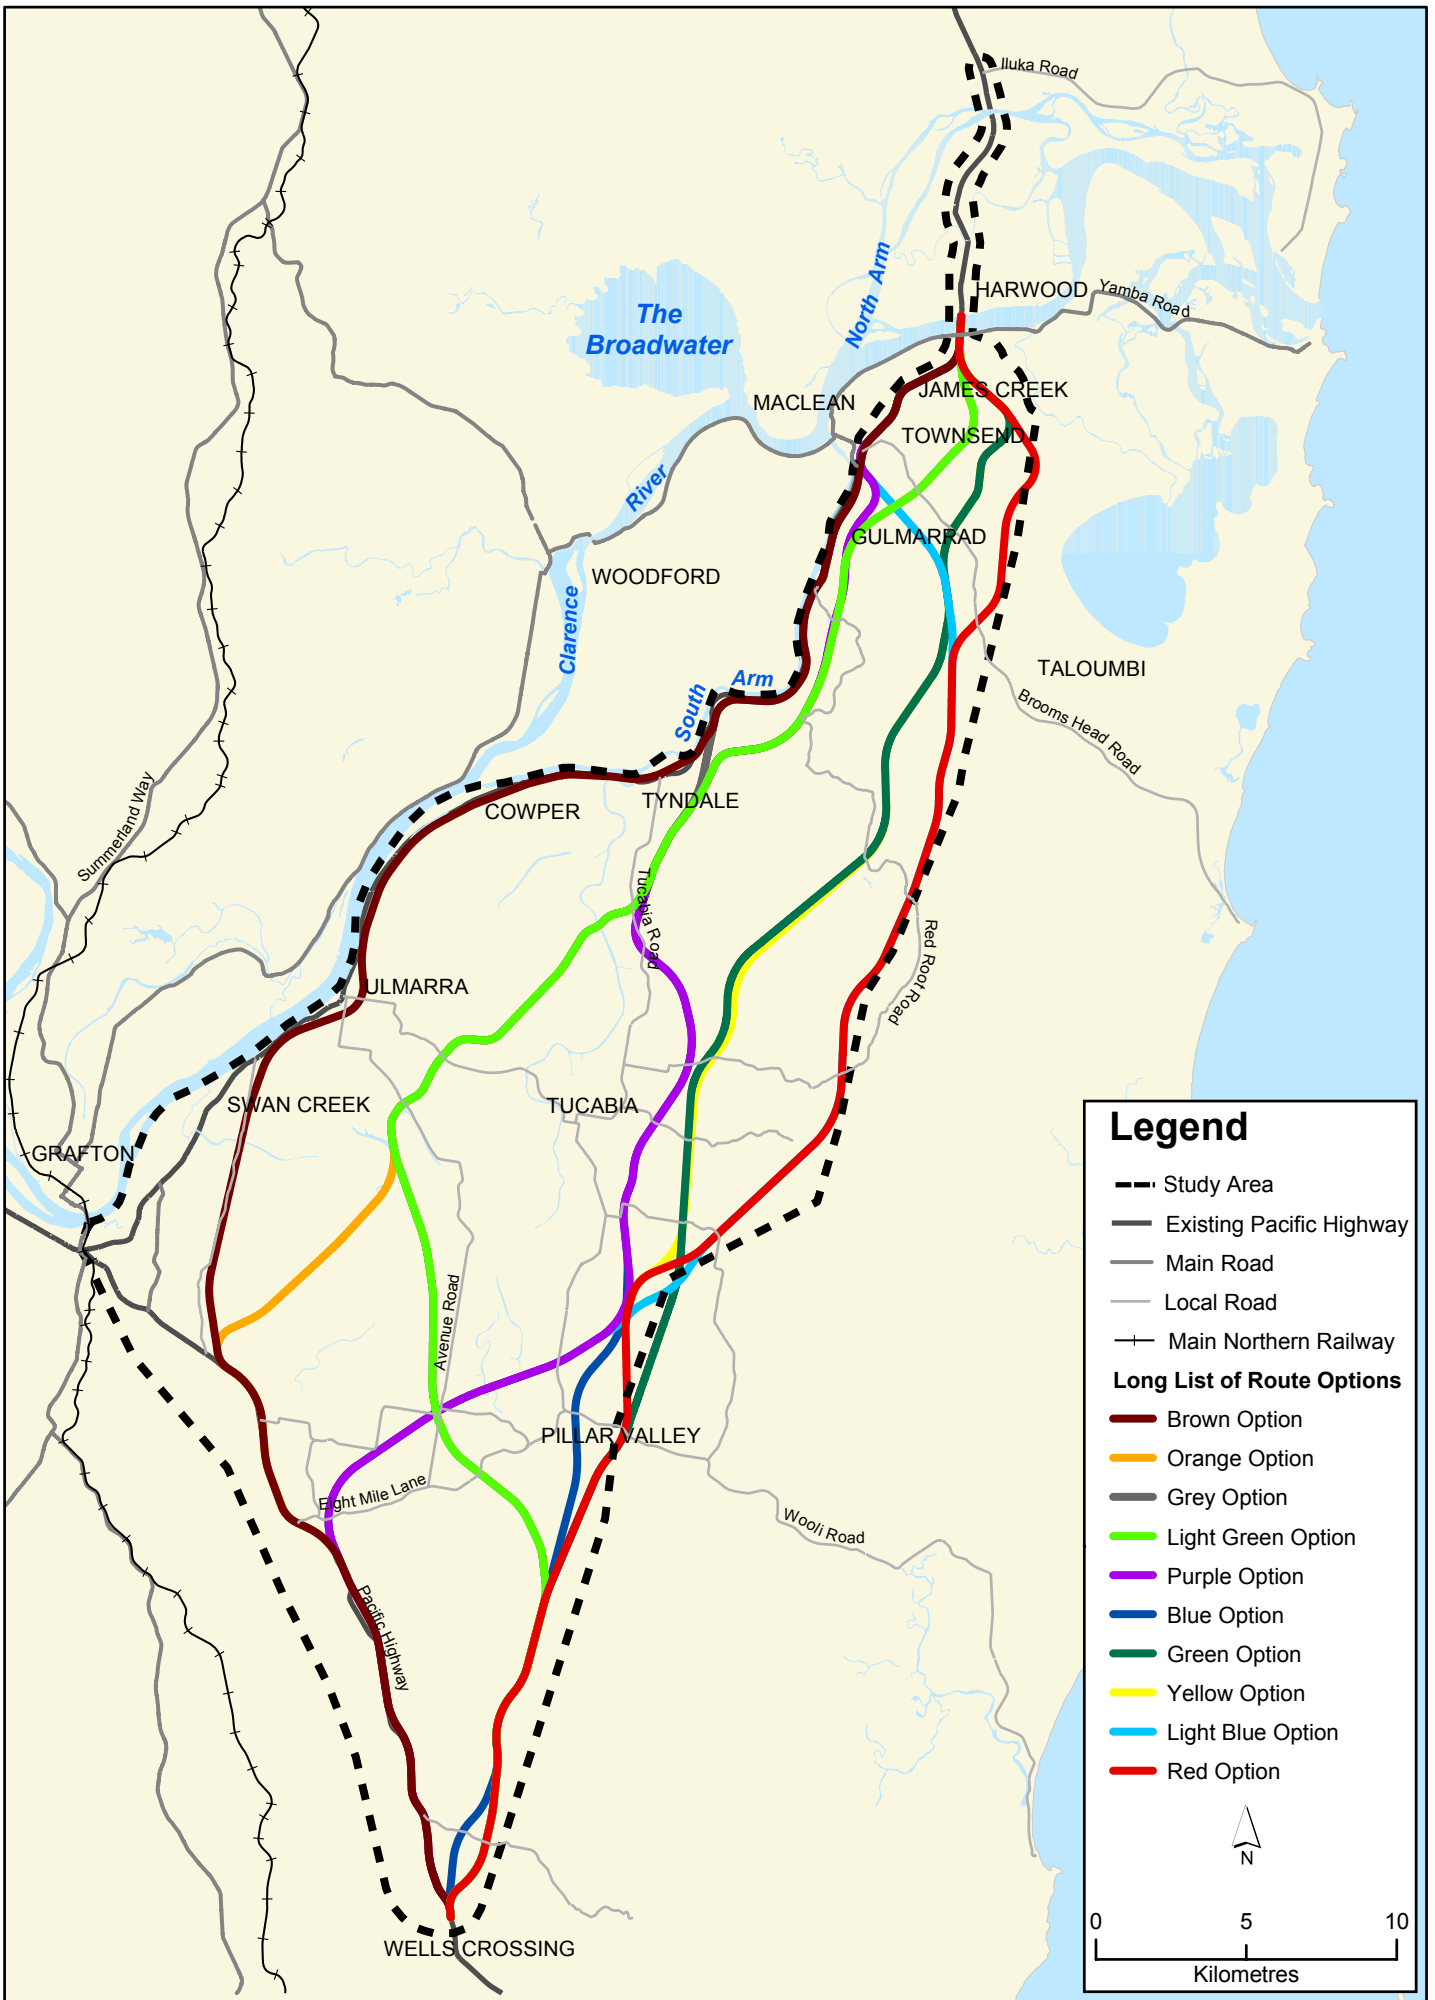 Iluka Road
North Arm
HARWOOD
Yamba Road
The
Broadwater
JAMES CREEK
MACLEAN
TOWNSEND
River
GULMARRAD
WOODFORD
Clarence
TALOUMBI
Arm
South
Brooms Head Road
Summerland Way
TYNDALE
COWPER
Tucabia Road
Red Root Road
ULMARRA
SWAN CREEK
TUCABIA
GRAFTON
Avenue Road
PILLAR VALLEY
Eight Mile Lane
Wooli Road
Pacific Highway
WELLS CROSSING
Legend
Study Area
Existing Pacific Highway
Main Road
Local Road
Main Northern Railway
Long List of Route Options
Brown Option
Orange Option
Grey Option
Light Green Option
Purple Option
Blue Option
Green Option
Yellow Option
Light Blue Option
Red Option
N
0 5 10
Kilometres